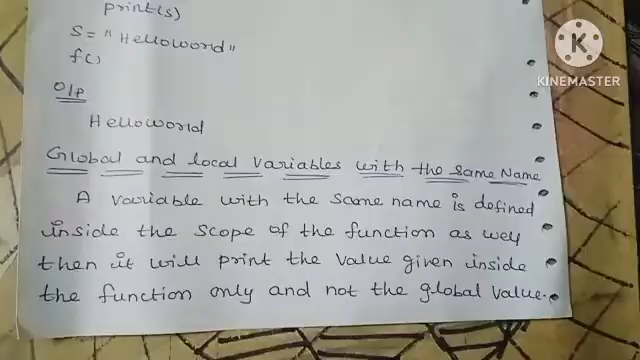 print(s)
S = "Helloworld"
f()
O/P
Helloworld
Global and local variables with the same Name
A variable with the same name is defined
inside the scope of the function as well
then it will print the value given inside
the function only and not the global value.
KINEMASTER